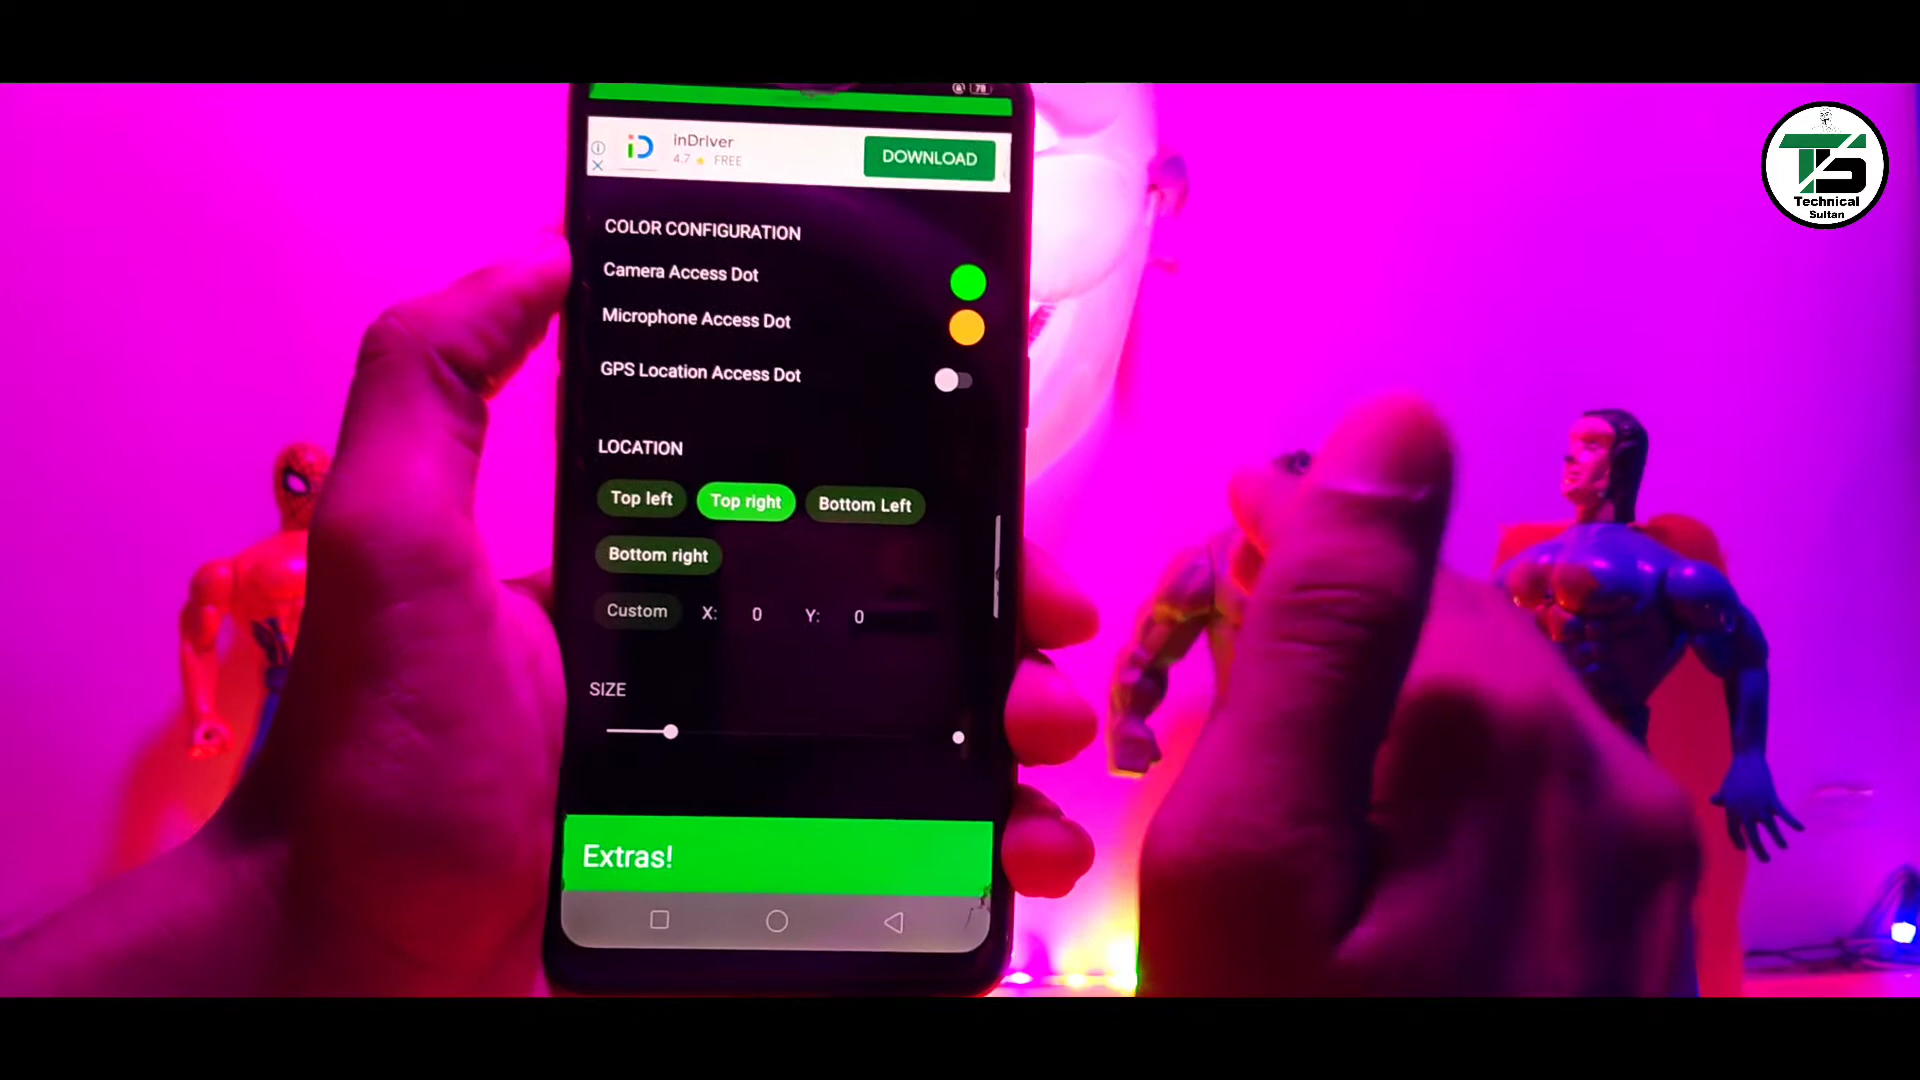 78
inDriver
4.7 FREE
DOWNLOAD
COLOR CONFIGURATION
Camera Access Dot
Microphone Access Dot
GPS Location Access Dot
LOCATION
Top left Top right Bottom Left
Bottom right
Custom X: 0 Y: 0
SIZE
Extras!
TS
Technical
Sultan